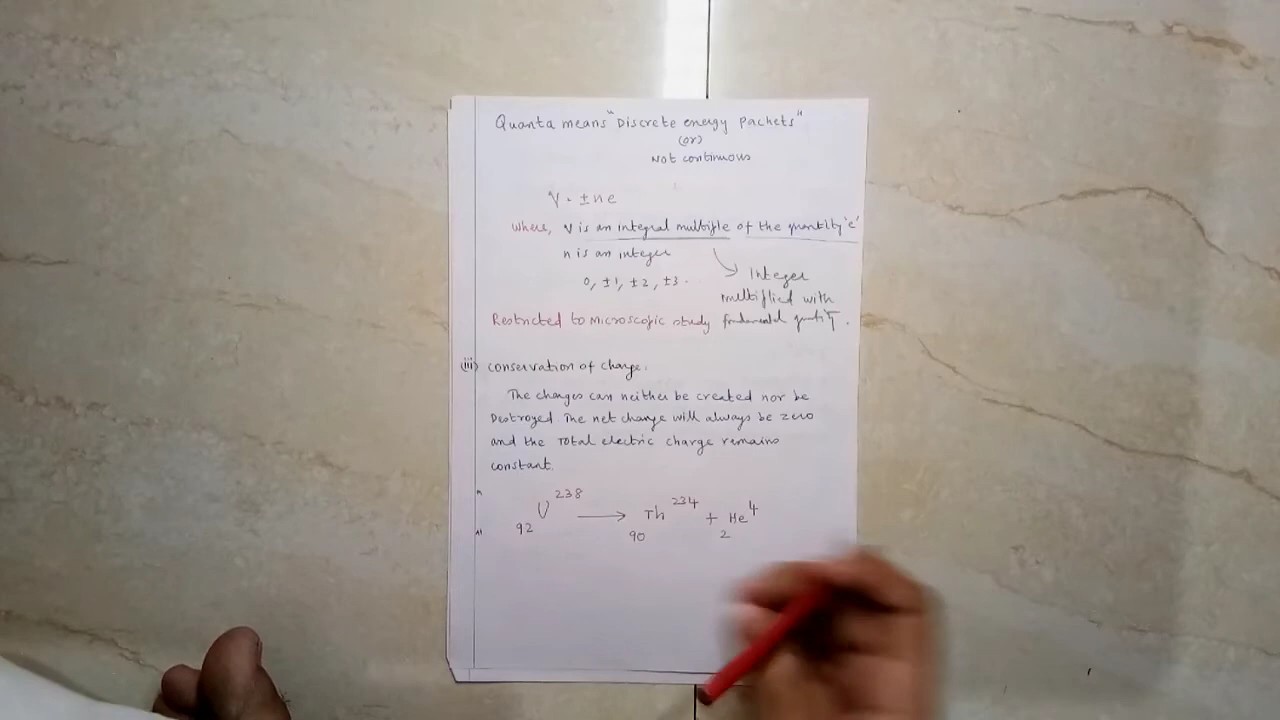 Quanta means "Discrete energy packets"
(or)
Not continuous
q = ±ne
where, q is an integral multiple of the quantity 'e'
n is an integer
0, ±1, ±2, ±3.
Integer
multiplied with
fundamental quantity.
Restricted to Microscopic study
(iii) conservation of charge.
The charges can neither be created nor be
Destroyed The net charge will always be zero
and the Total electric charge remains
constant.
92 U 238 → 90 Th 234 + 2 He 4